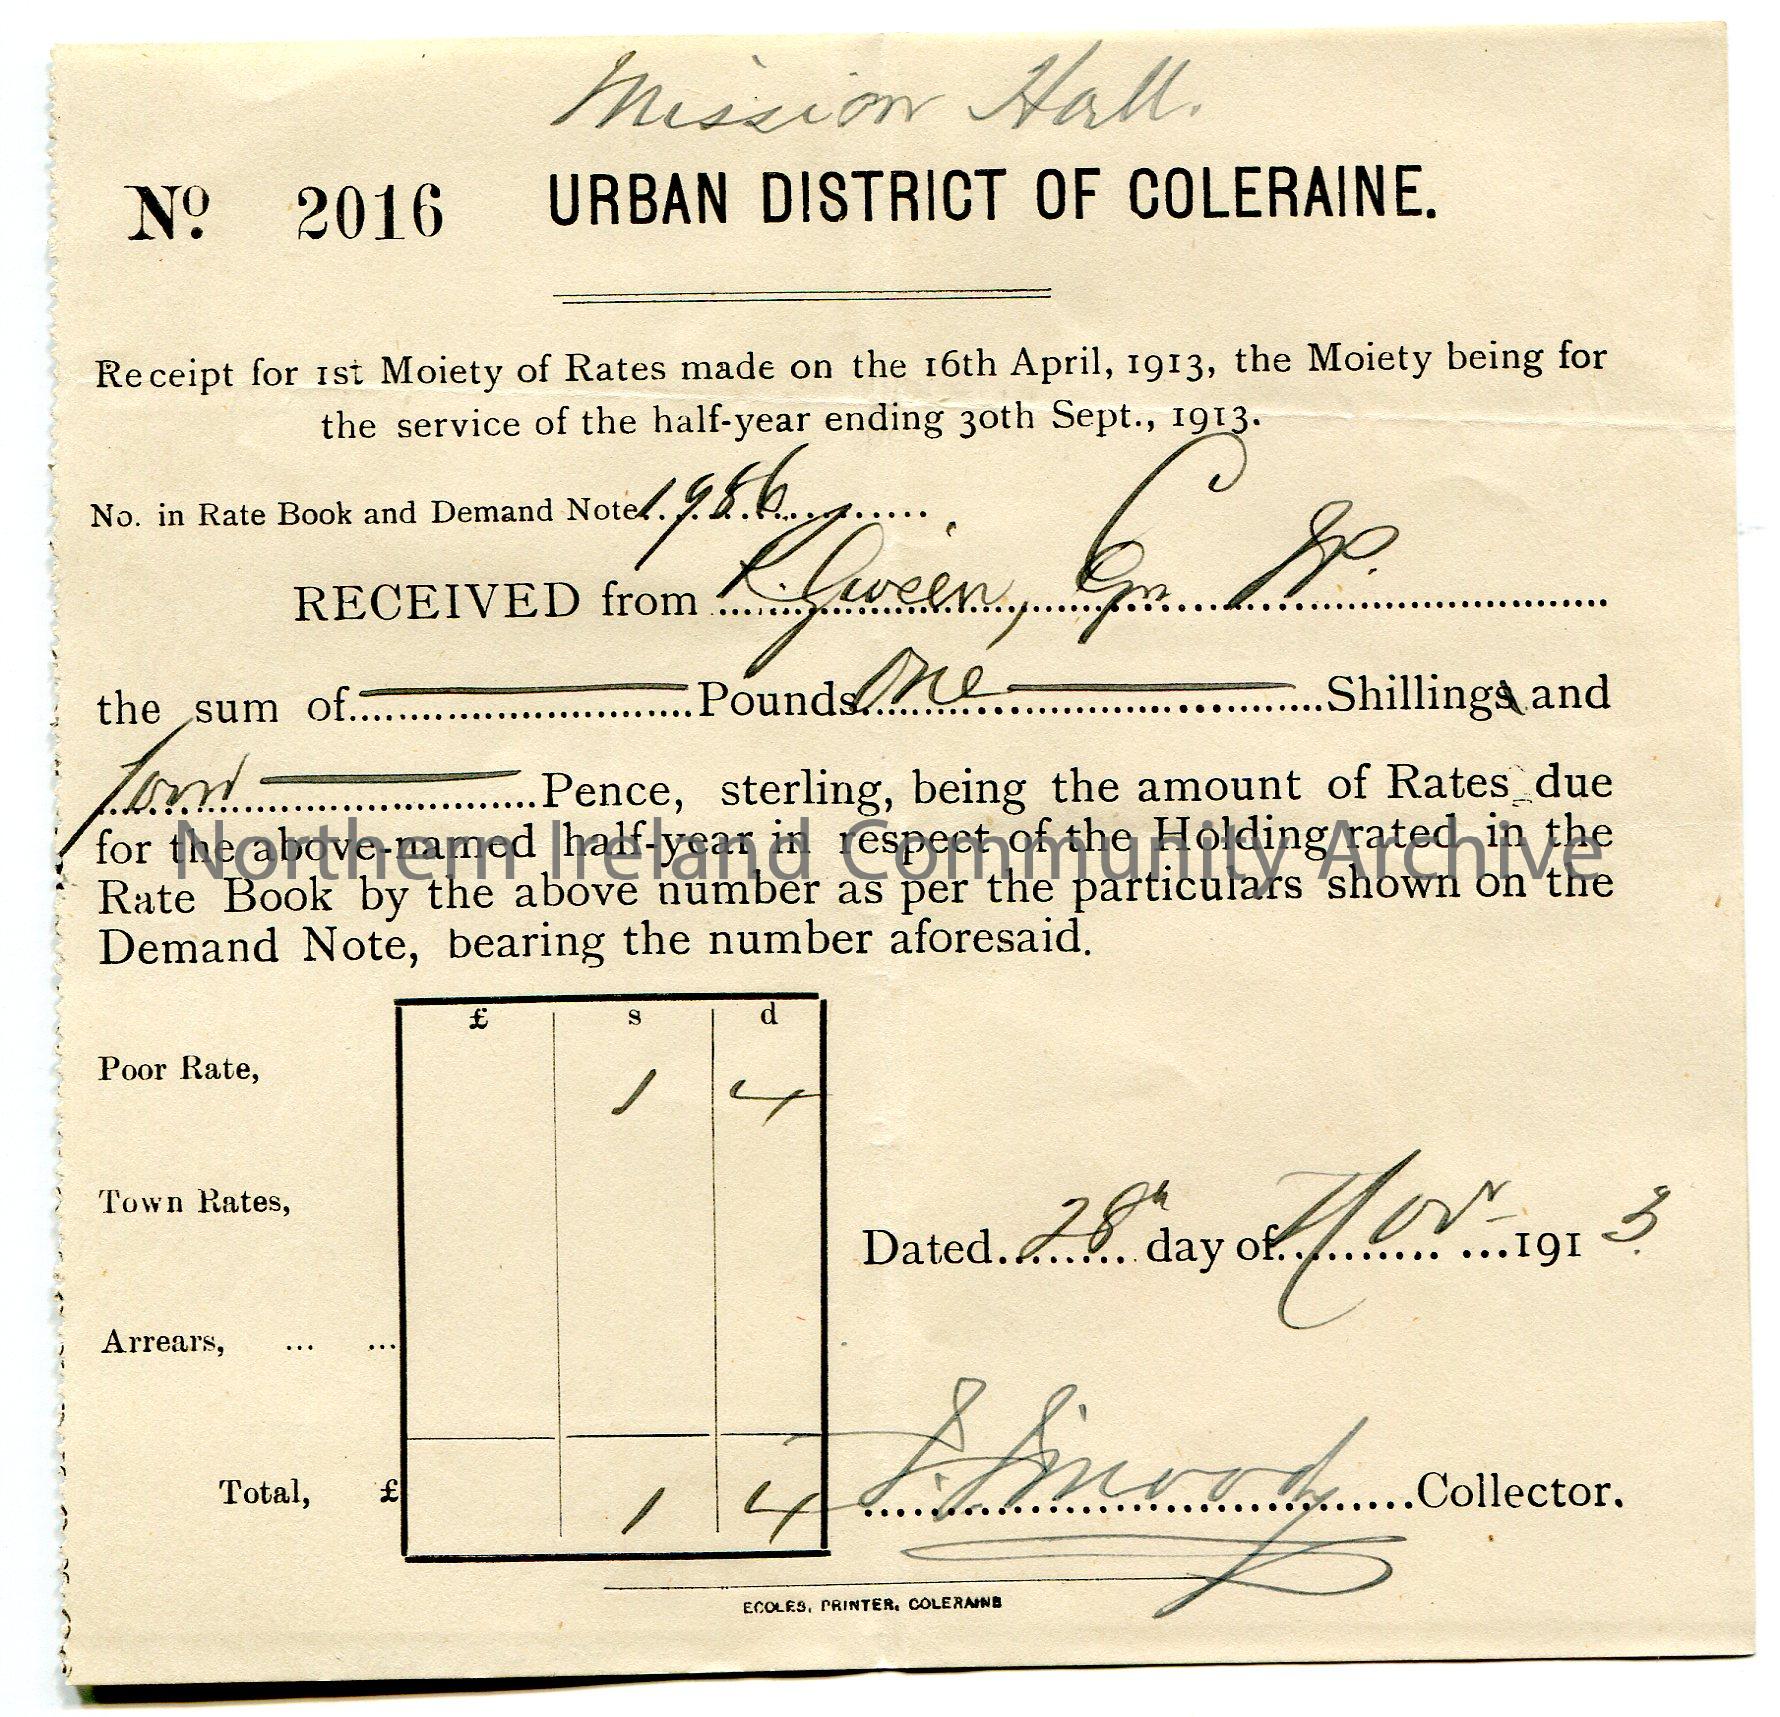 Mission Hall.
No. 2016 URBAN DISTRICT OF COLERAINE.
Receipt for 1st Moiety of Rates made on the 16th April, 1913, the Moiety being for
the service of the half-year ending 30th Sept., 1913.
No. in Rate Book and Demand Note 1986
RECEIVED from Gween, JP.
the sum of Pounds One Shillings and
four Pence, sterling, being the amount of Rates due
for the above-named half-year in respect of the Holding rated in the
Northern Ireland Community Archive
Rate Book by the above number as per the particulars shown on the
Demand Note, bearing the number aforesaid.
£ s d
Poor Rate, 1 4
Town Rates,
Dated 28th day of Nov 1913.
Arrears, ... ...
Total, £ 1 4 Collector.
ECCLES, PRINTER, COLERAINE